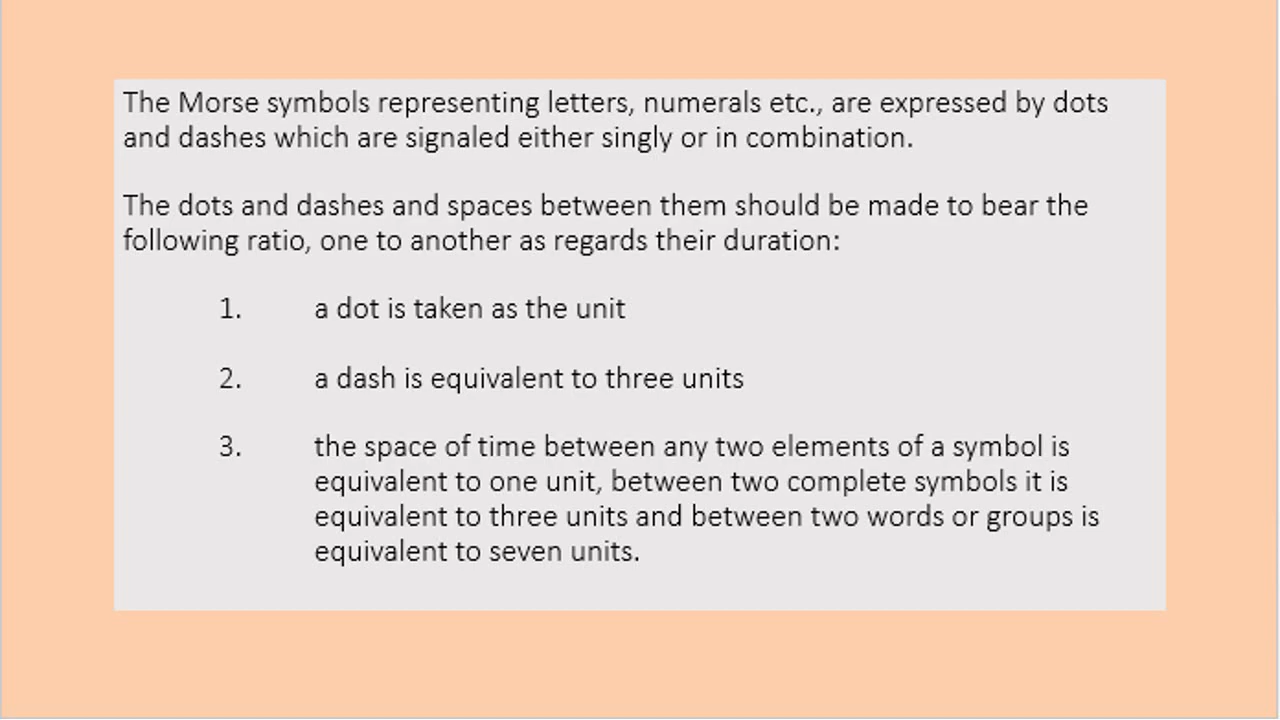 The Morse symbols representing letters, numerals etc., are expressed by dots
and dashes which are signaled either singly or in combination.
The dots and dashes and spaces between them should be made to bear the
following ratio, one to another as regards their duration:
1. a dot is taken as the unit
2. a dash is equivalent to three units
3. the space of time between any two elements of a symbol is
equivalent to one unit, between two complete symbols it is
equivalent to three units and between two words or groups is
equivalent to seven units.